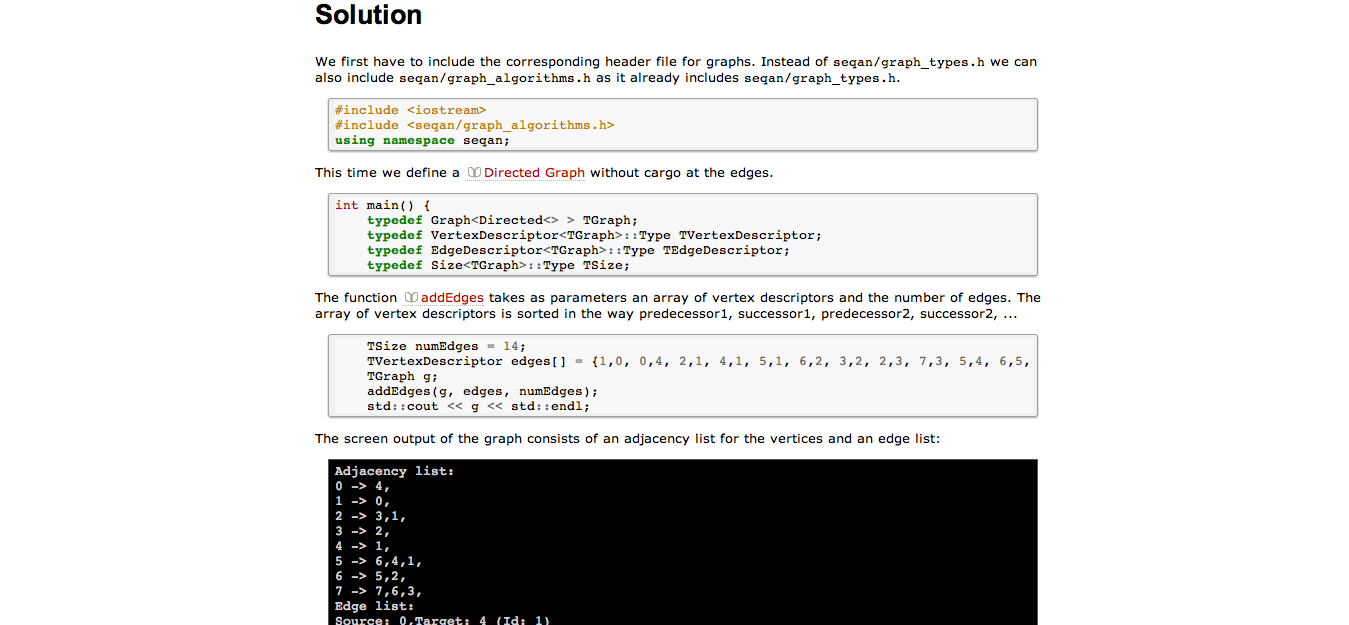 Solution
We first have to include the corresponding header file for graphs. Instead of seqan/graph_types.h we can
also include seqan/graph_algorithms.h as it already includes seqan/graph_types.h.
#include <iostream>
#include <seqan/graph_algorithms.h>
using namespace seqan;
This time we define a Directed Graph without cargo at the edges.
int main() {
    typedef Graph<Directed<> > TGraph;
    typedef VertexDescriptor<TGraph>::Type TVertexDescriptor;
    typedef EdgeDescriptor<TGraph>::Type TEdgeDescriptor;
    typedef Size<TGraph>::Type TSize;
The function addEdges takes as parameters an array of vertex descriptors and the number of edges. The
array of vertex descriptors is sorted in the way predecessor1, successor1, predecessor2, successor2, ...
    TSize numEdges = 14;
    TVertexDescriptor edges[] = {1,0, 0,4, 2,1, 4,1, 5,1, 6,2, 3,2, 2,3, 7,3, 5,4, 6,5,
    TGraph g;
    addEdges(g, edges, numEdges);
    std::cout << g << std::endl;
The screen output of the graph consists of an adjacency list for the vertices and an edge list:
Adjacency list:
0 -> 4,
1 -> 0,
2 -> 3,1,
3 -> 2,
4 -> 1,
5 -> 6,4,1,
6 -> 5,2,
7 -> 7,6,3,
Edge list:
Source: 0,Target: 4 (Id: 1)